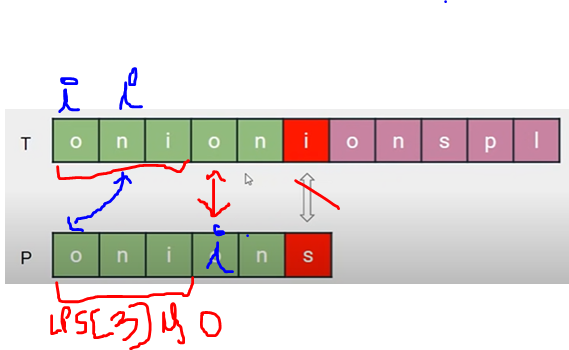 i i
T o n i o n i o n s p l
P o n i i n s
LPS[3] is 0